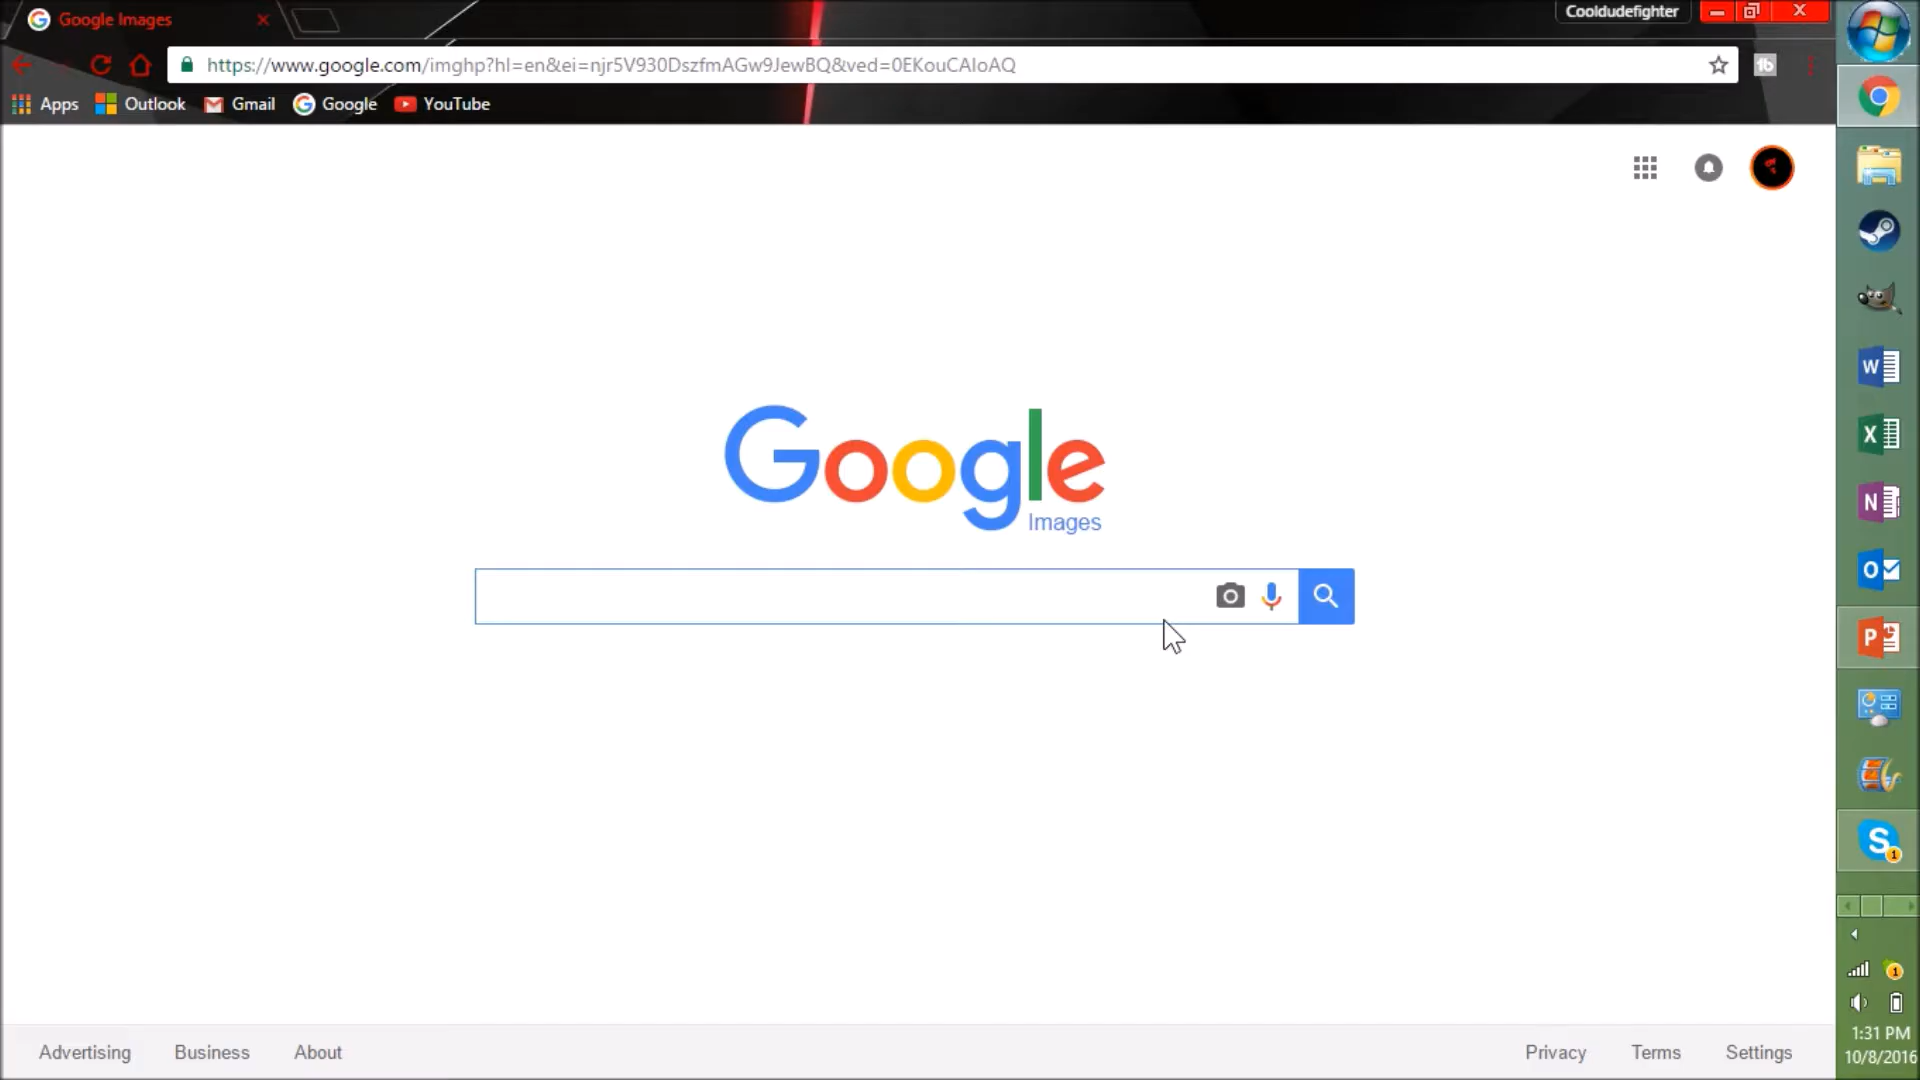 Google Images
Cooldudefighter
https://www.google.com/imghp?hl=en&ei=njr5V930DszfmAGw9JewBQ&ved=0EKouCAIoAQ
Apps Outlook Gmail Google YouTube
Google
Images
Advertising Business About
Privacy Terms Settings
1:31 PM
10/8/2016